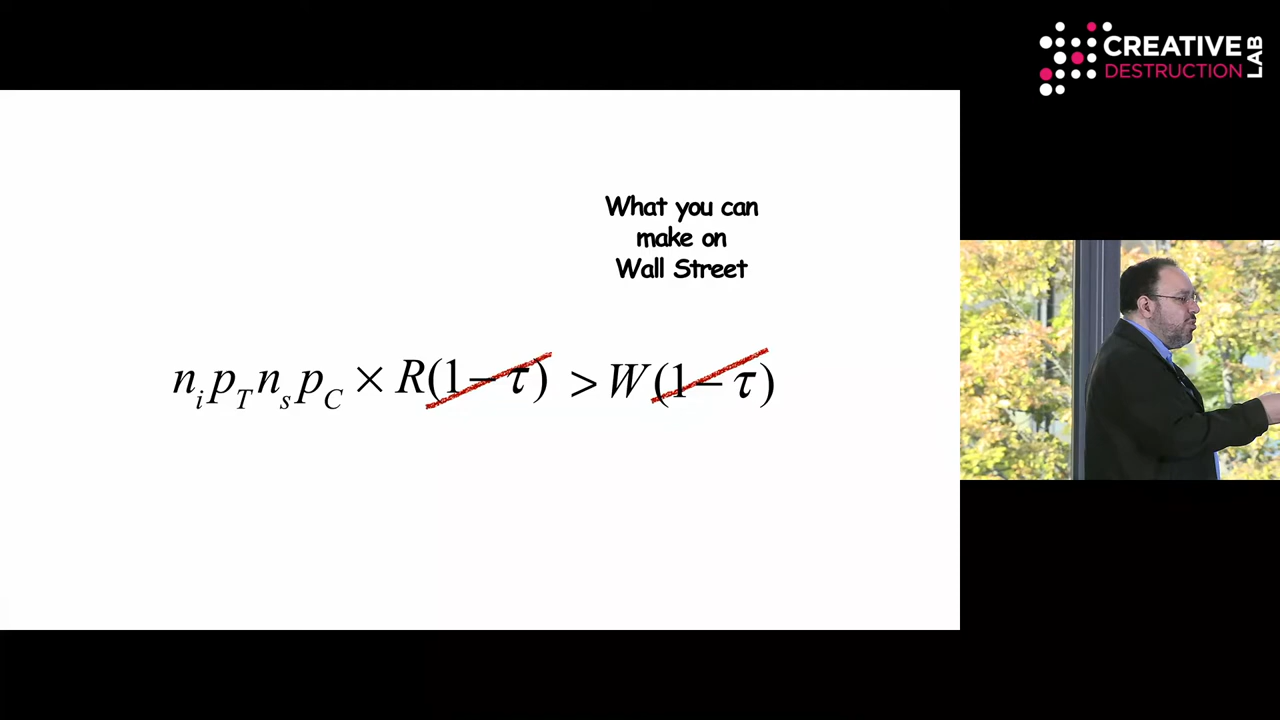 CREATIVE
DESTRUCTION
LAB
What you can
make on
Wall Street
n_i p_T n_s p_C × R(1 − τ) > W(1 − τ)